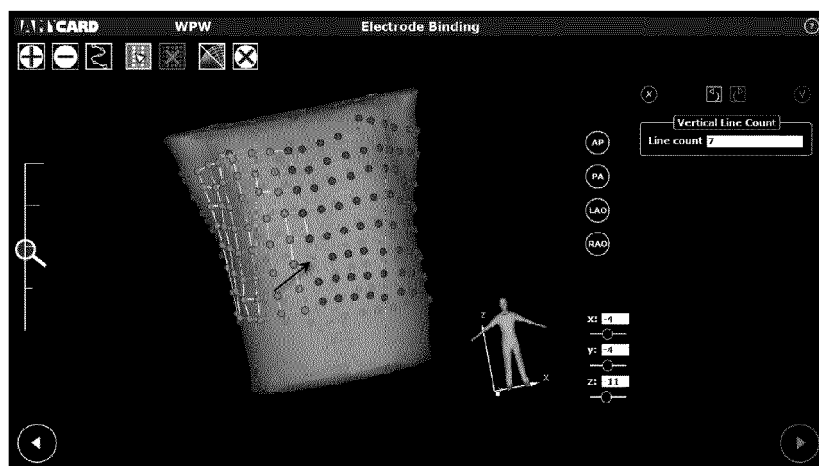 WPW
Electrode Binding
?
Vertical Line Count
Line count 7
AP
PA
LAO
RAO
z
x
x: -4
y: -4
z: -11